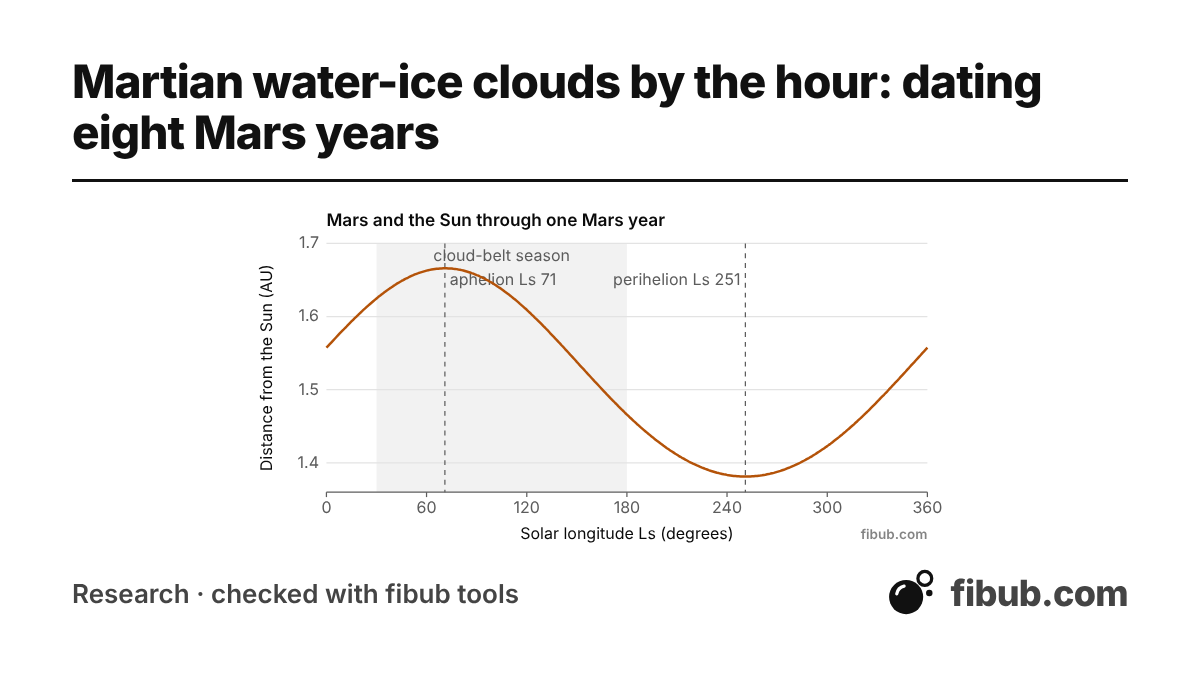 Martian water-ice clouds by the hour: dating
eight Mars years
Mars and the Sun through one Mars year
1.7
cloud-belt season
aphelion Ls 71
perihelion Ls 251
1.6
1.5
1.4
Distance from the Sun (AU)
0 60 120 180 240 300 360
Solar longitude Ls (degrees)
fibub.com
Research · checked with fibub tools
fibub.com